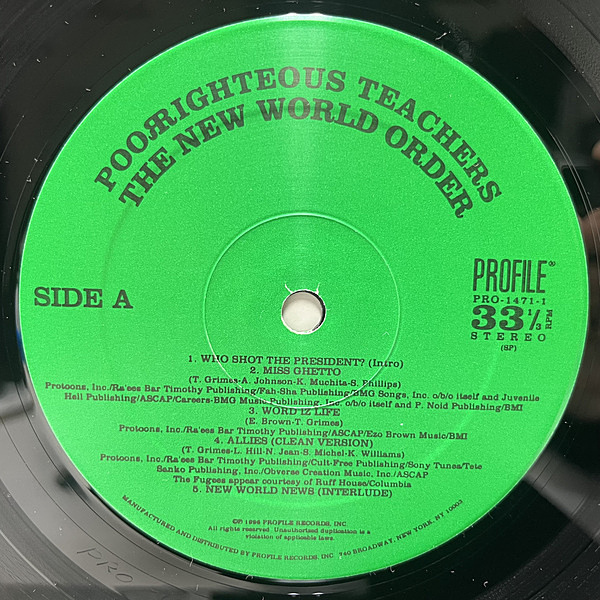 POOR RIGHTEOUS TEACHERS
THE NEW WORLD ORDER
SIDE A
PROFILE®
PRO-1471-1
33 1/3 RPM
STEREO
(SP)
1. WHO SHOT THE PRESIDENT? (Intro)
2. MISS GHETTO
(T. Grimes-A. Johnson-K. Muchita-S. Phillips)
Protoons, Inc./Ra'ees Bar Timothy Publishing/Fah-Sha Publishing/BMG Songs, Inc. o/b/o itself and Juvenile
Hell Publishing/ASCAP/Careers-BMG Music Publishing, Inc. o/b/o itself and P. Noid Publishing/BMI
3. WORD IZ LIFE
(E. Brown-T. Grimes)
Protoons, Inc./Ra'ees Bar Timothy Publishing/ASCAP/Ezo Brown Music/BMI
4. ALLIES (CLEAN VERSION)
(T. Grimes-L. Hill-N. Jean-S. Michel-K. Williams)
Protoons, Inc./Ra'ees Bar Timothy Publishing/Cult-Free Publishing/Sony Tunes/Tete
Sanko Publishing, Inc./Obverse Creation Music, Inc./ASCAP
The Fugees appear courtesy of Ruff House/Columbia
5. NEW WORLD NEWS (INTERLUDE)
©℗ 1996 PROFILE RECORDS, INC.
All rights reserved. Unauthorized duplication is a
violation of applicable laws.
MANUFACTURED AND DISTRIBUTED BY PROFILE RECORDS, INC. 740 BROADWAY, NEW YORK, NY 10003
PRO